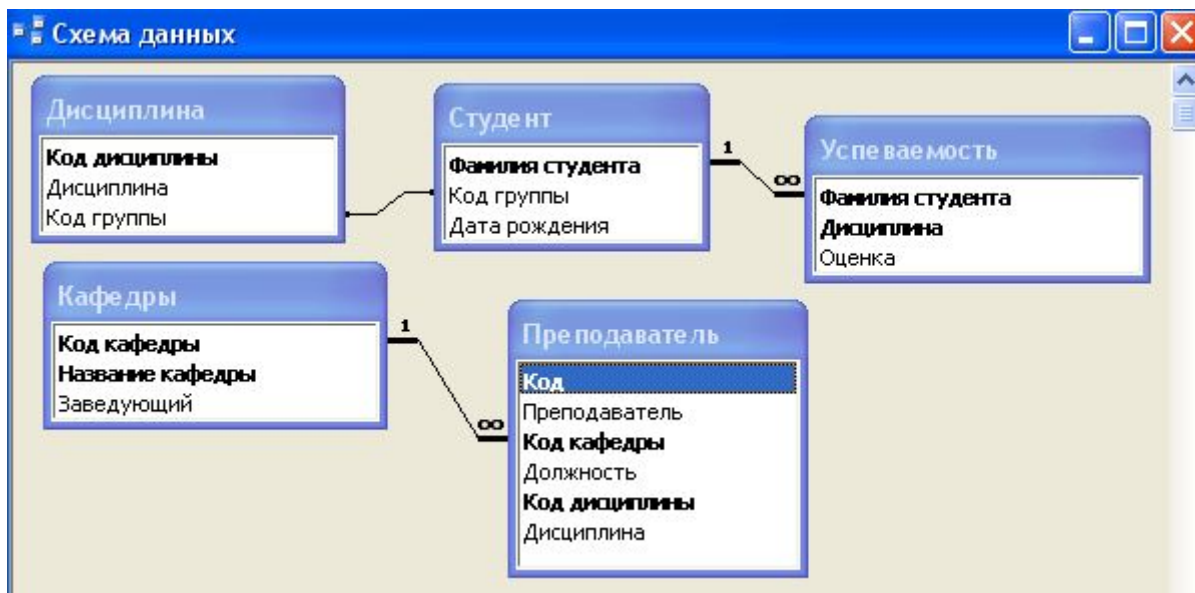 Схема данных
Дисциплина
Код дисциплины
Дисциплина
Код группы
Студент
Фамилия студента
Код группы
Дата рождения
1
∞
Успеваемость
Фамилия студента
Дисциплина
Оценка
Кафедры
Код кафедры
Название кафедры
Заведующий
1
∞
Преподаватель
Код
Преподаватель
Код кафедры
Должность
Код дисциплины
Дисциплина